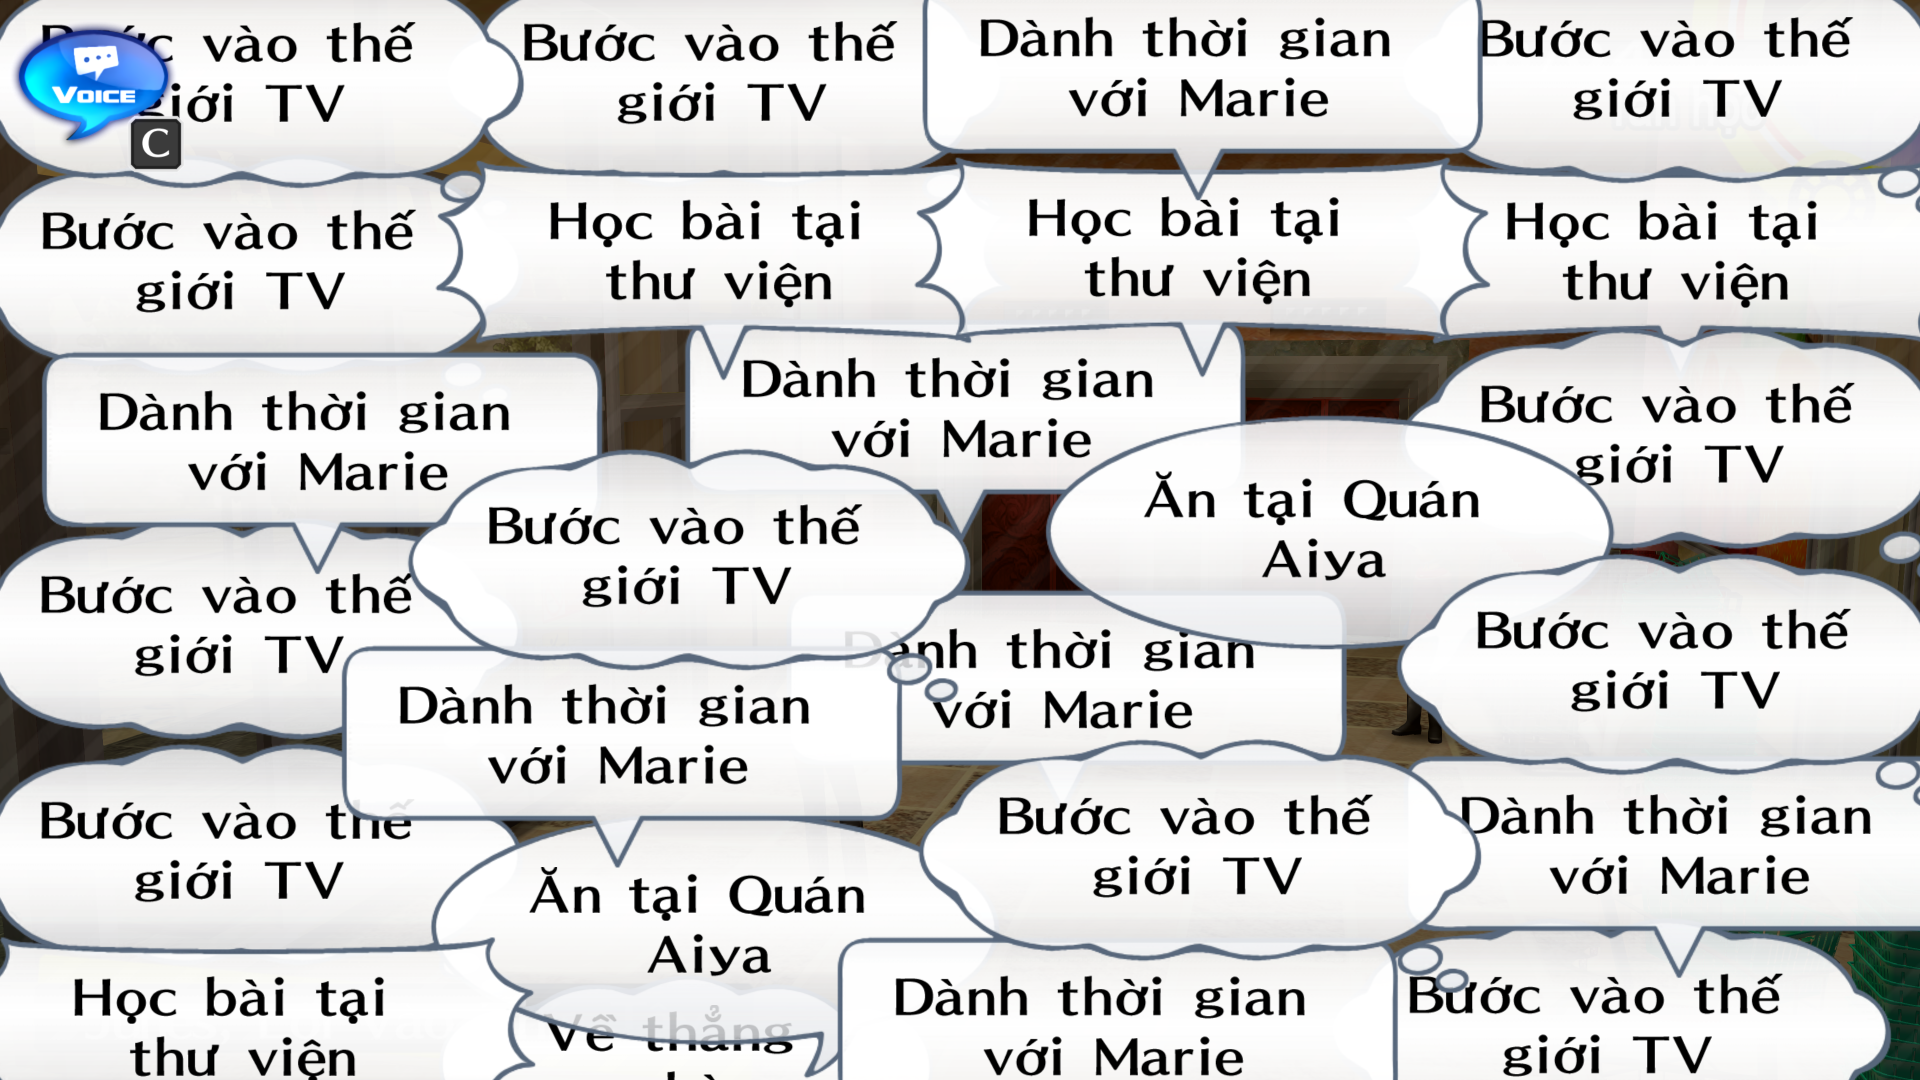 vào thế
giới TV
VOICE
C
Bước vào thế
giới TV
Dành thời gian
với Marie
Bước vào thế
giới TV
Bước vào thế
giới TV
Học bài tại
thư viện
Học bài tại
thư viện
Học bài tại
thư viện
Dành thời gian
với Marie
Dành thời gian
với Marie
Bước vào thế
giới TV
Bước vào thế
giới TV
Ăn tại Quán
Aiya
Bước vào thế
giới TV
Dành thời gian
với Marie
Bước vào thế
giới TV
Dành thời gian
với Marie
Bước vào thế
giới TV
Ăn tại Quán
Aiya
Bước vào thế
giới TV
Dành thời gian
với Marie
Học bài tại
thư viện
Về thẳng
Dành thời gian
với Marie
Bước vào thế
giới TV